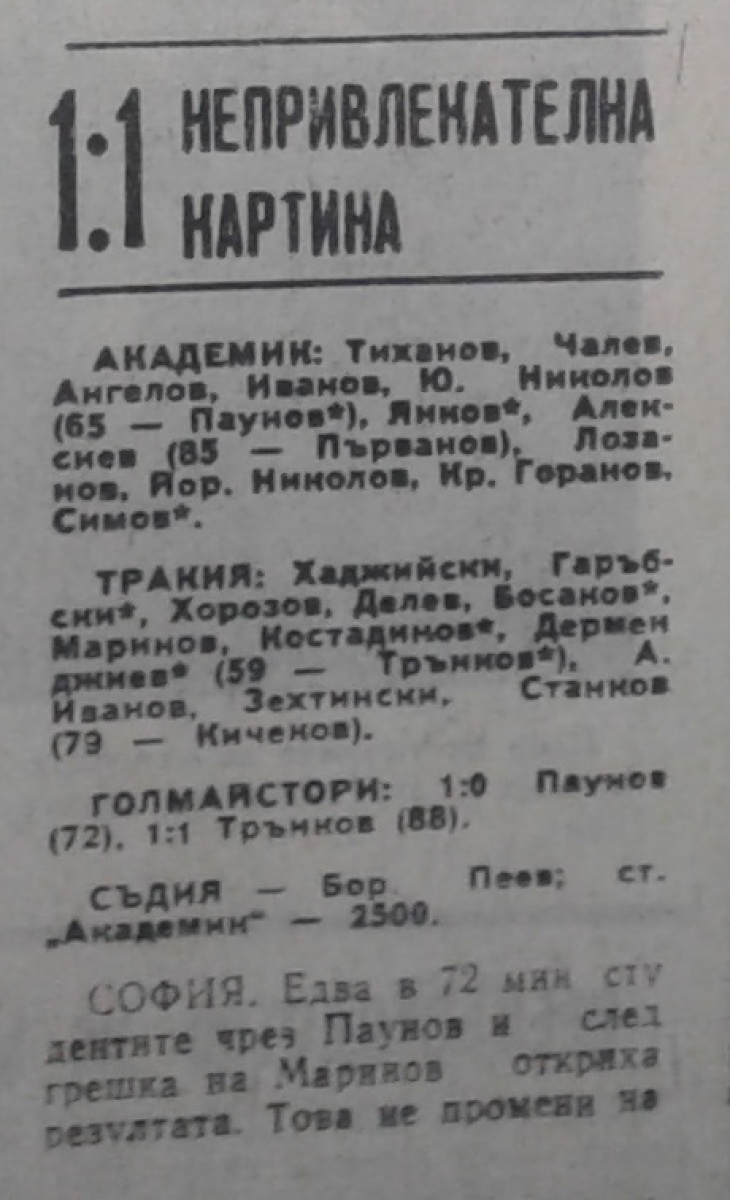 1:1 НЕПРИВЛЕКАТЕЛНА
КАРТИНА
АКАДЕМИК: Тиханов, Чалев,
Ангелов, Иванов, Ю. Николов
(65 — Паунов*), Янков*, Алек-
сиев (85 — Първанов), Лоза-
нов, Йор. Николов, Кр. Горанов,
Симов*.
ТРАКИЯ: Хаджийски, Гаръб-
ски*, Хорозов, Делев, Босаков*,
Маринов, Костадинов*, Дермен
джиев* (59 — Трънков*), А.
Иванов, Зехтински, Станков
(79 — Киченов).
ГОЛМАЙСТОРИ: 1:0 Паунов
(72), 1:1 Трънков (88).
СЪДИЯ — Бор. Пеев; ст.
„Академик“ — 2500.
СОФИЯ. Едва в 72 мин сту
дентите чрез Паунов и след
грешка на Маринов откриха
резултата. Това не промени на